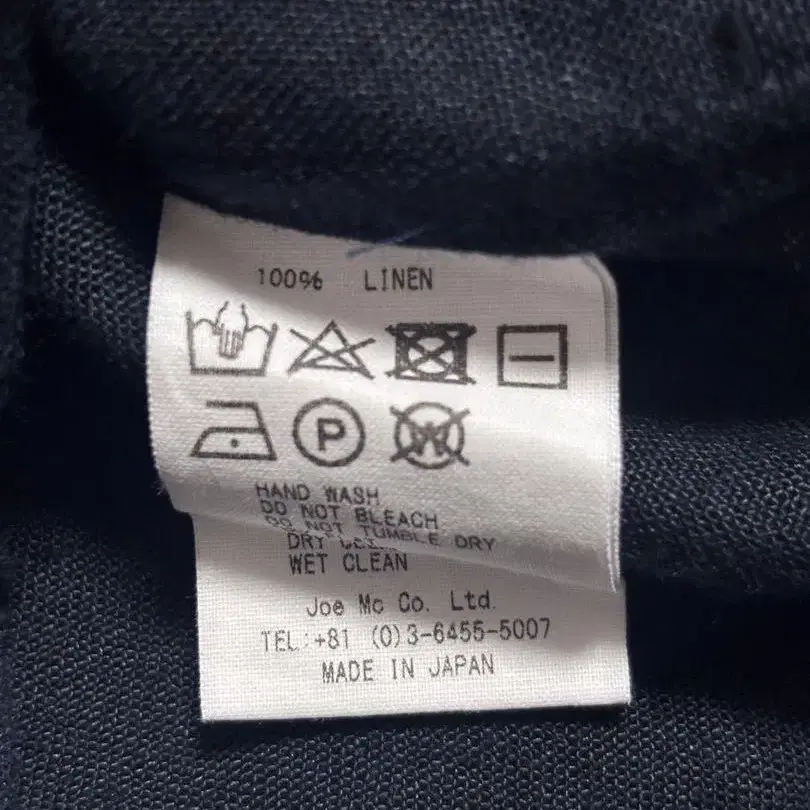 100% LINEN
P W
HAND WASH
DO NOT BLEACH
DO NOT TUMBLE DRY
DRY
WET CLEAN
Joe Mc Co. Ltd.
TEL:+81 (0)3-6455-5007
MADE IN JAPAN